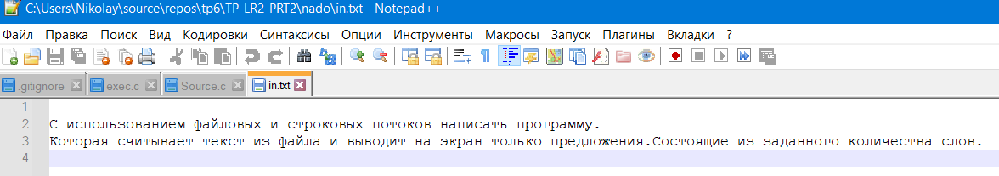 C:\Users\Nikolay\source\repos\tp6\TP_LR2_PRT2\nado\in.txt - Notepad++
Файл Правка Поиск Вид Кодировки Синтаксисы Опции Инструменты Макросы Запуск Плагины Вкладки ?
.gitignore exec.c Source.c in.txt
1
2 С использованием файловых и строковых потоков написать программу.
3 Которая считывает текст из файла и выводит на экран только предложения.Состоящие из заданного количества слов.
4